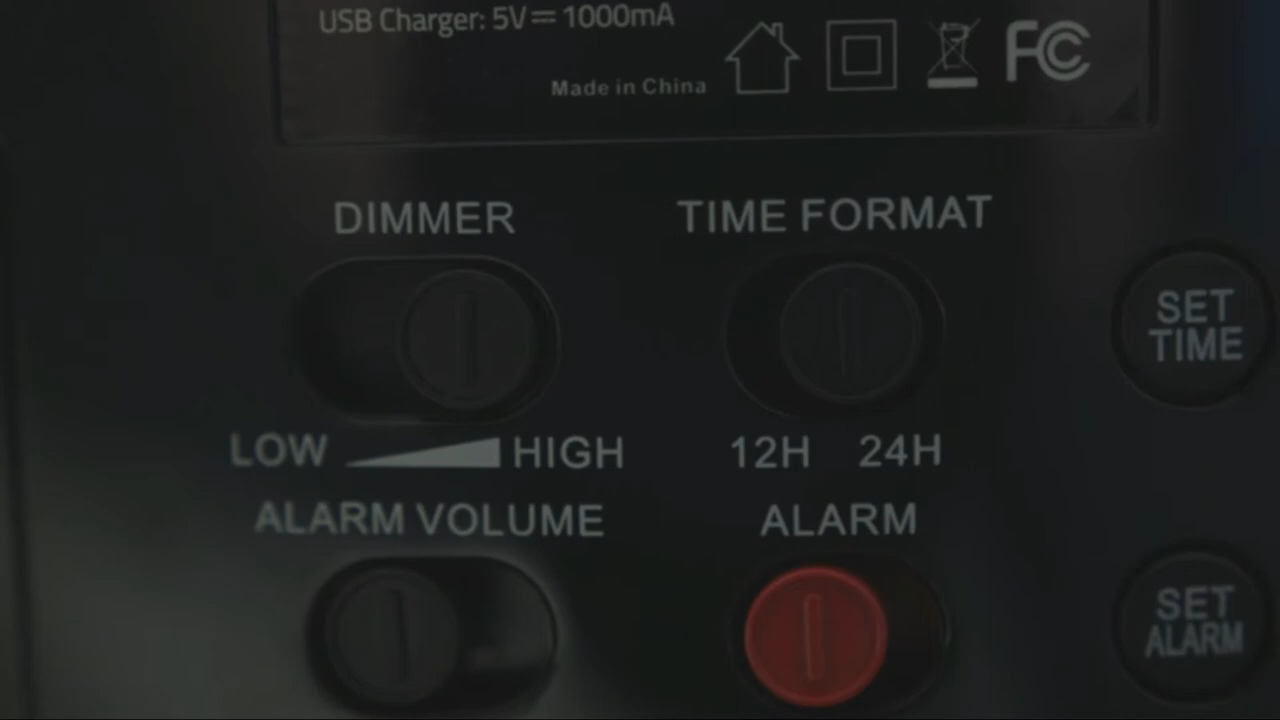 USB Charger: 5V⎓1000mA
Made in China
FC
DIMMER
TIME FORMAT
SET
TIME
LOW HIGH
12H 24H
ALARM VOLUME
ALARM
SET
ALARM